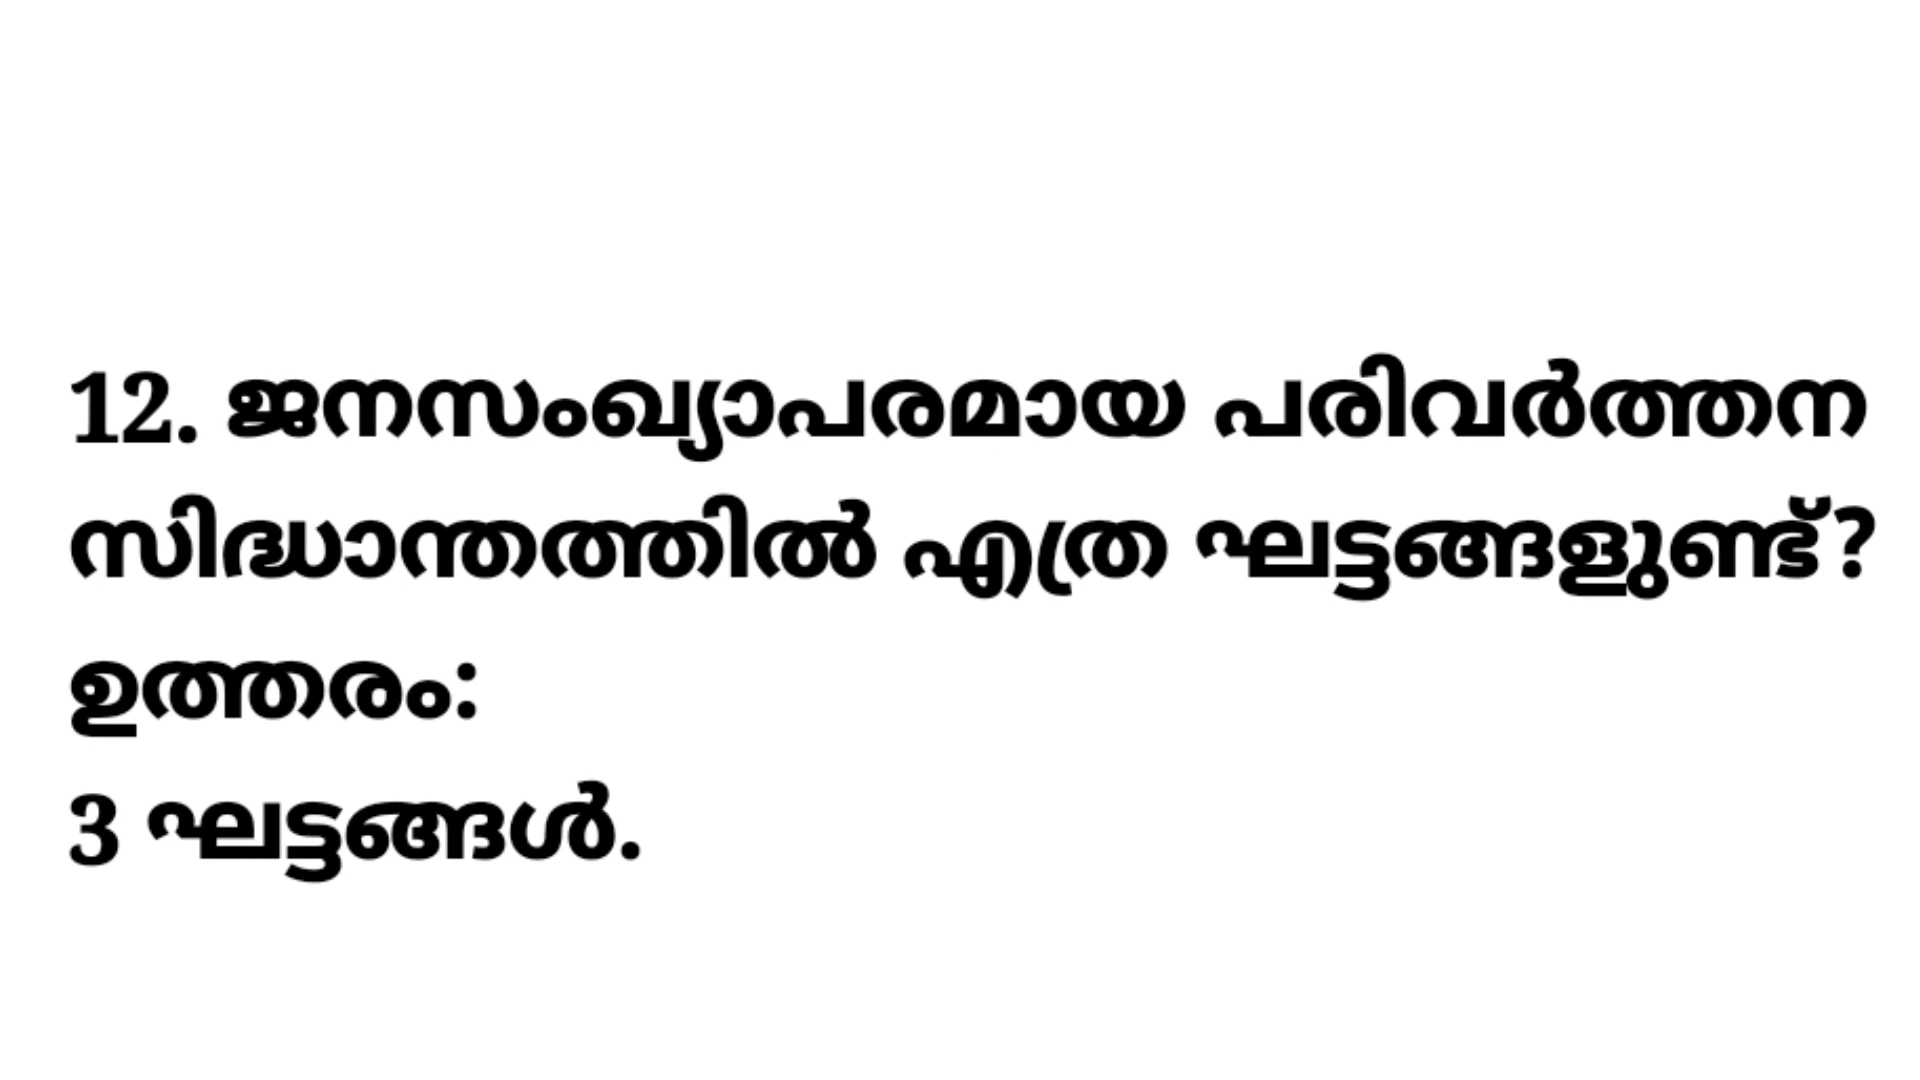 12. ജനസംഖ്യാപരമായ പരിവർത്തന
സിദ്ധാന്തത്തിൽ എത്ര ഘട്ടങ്ങളുണ്ട്?
ഉത്തരം:
3 ഘട്ടങ്ങൾ.